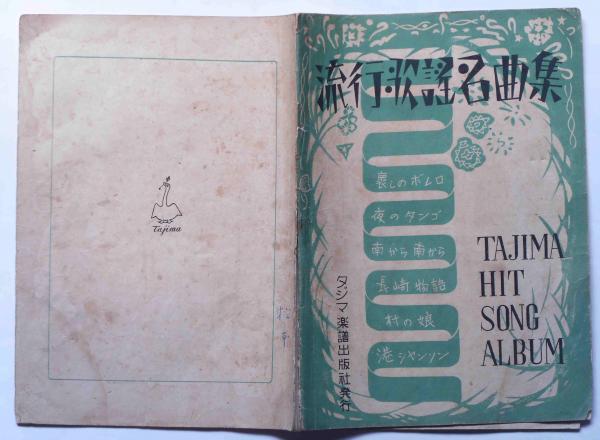 流行歌謡名曲集
哀しのボレロ
夜のタンゴ
南から南から
長崎物語
村の娘
港シャンソン
TAJIMA
HIT
SONG
ALBUM
タジマ楽譜出版社発行
Tajima